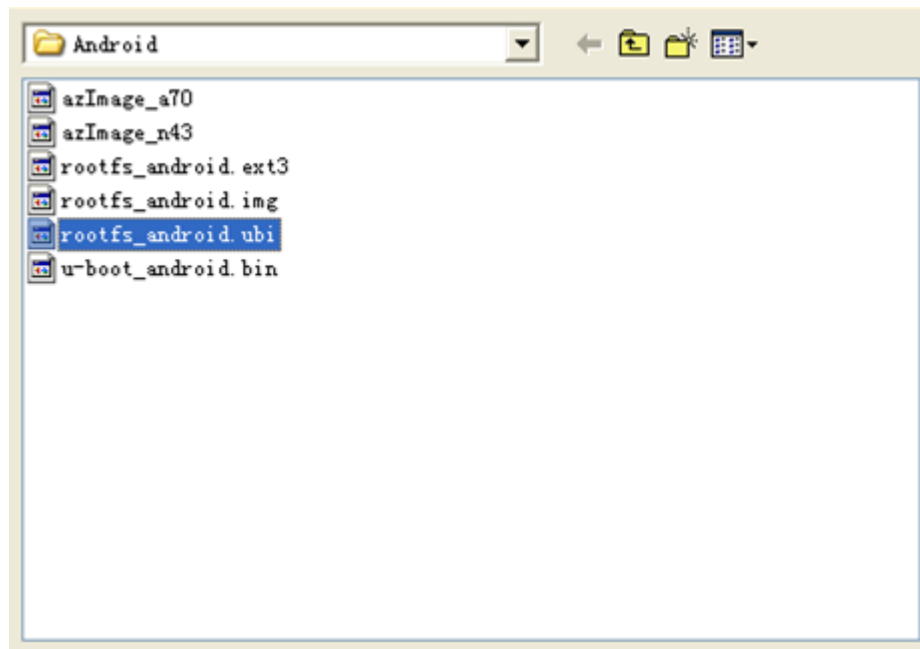 Android
azImage_a70
azImage_n43
rootfs_android.ext3
rootfs_android.img
rootfs_android.ubi
u-boot_android.bin